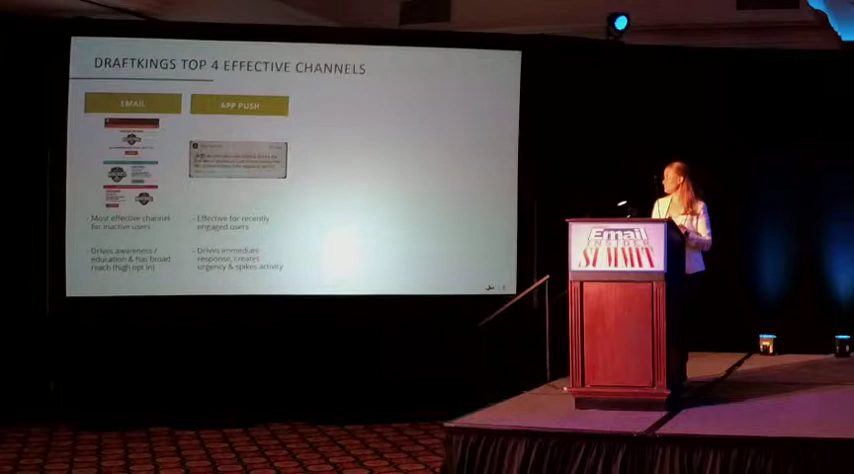 DRAFTKINGS TOP 4 EFFECTIVE CHANNELS
EMAIL
APP PUSH
- Most effective channel
for inactive users
- Drives awareness /
education & has broad
reach (high opt in)
- Effective for recently
engaged users
- Drives immediate
response, creates
urgency & spikes activity
Email
INSIDER
SUMMIT